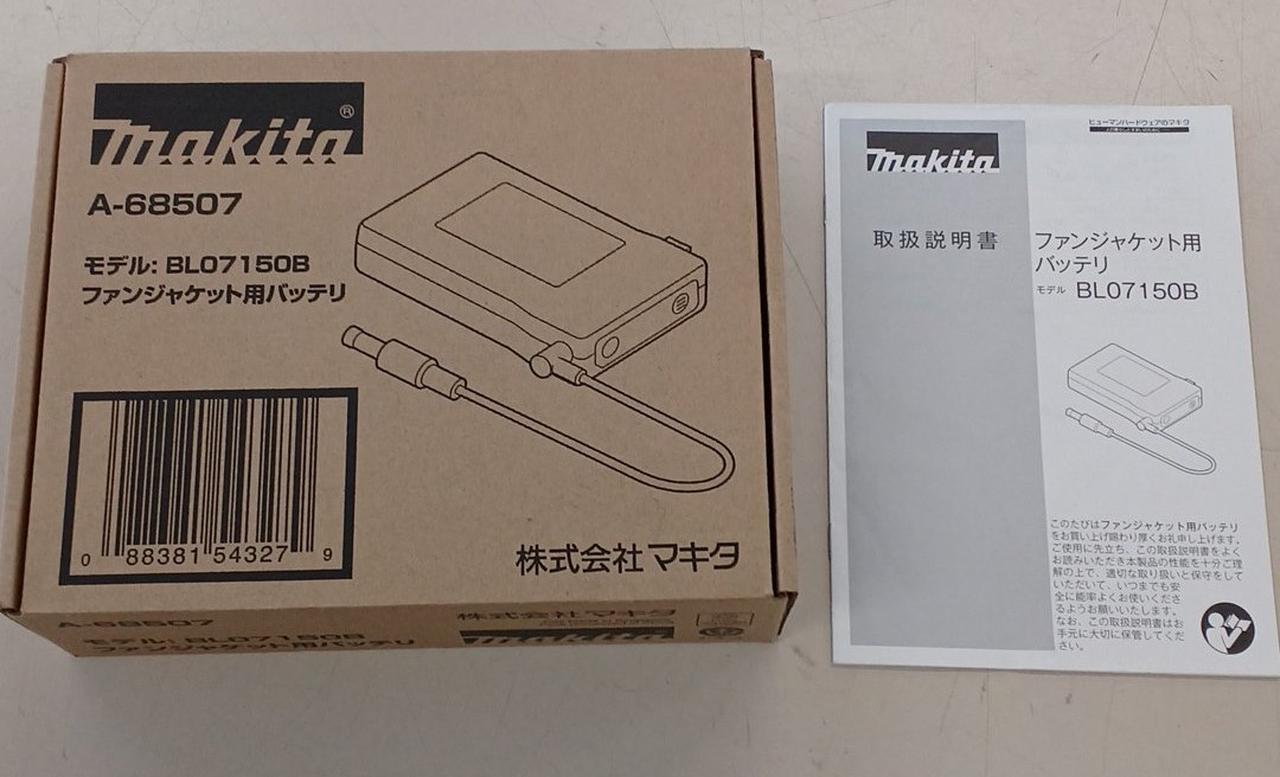 makita®
A-68507
モデル: BL07150B
ファンジャケット用バッテリ
0 88381 54327 9
株式会社マキタ
A-68507
モデル: BL07150B
ファンジャケット用バッテリ
株式会社マキタ
makita
ヒューマンハードウェアのマキタ
makita
取扱説明書
ファンジャケット用
バッテリ
モデル BL07150B
このたびはファンジャケット用バッテリ
をお買い上げ賜わり厚くお礼申し上げます。
ご使用に先立ち、この取扱説明書をよく
お読みいただき本製品の性能を十分ご理
解の上で、適切な取り扱いと保守をして
いただいて、いつまでも安
全に能率よくお使いくださ
るようお願いいたします。
なお、この取扱説明書はお
手元に大切に保管してくだ
さい。